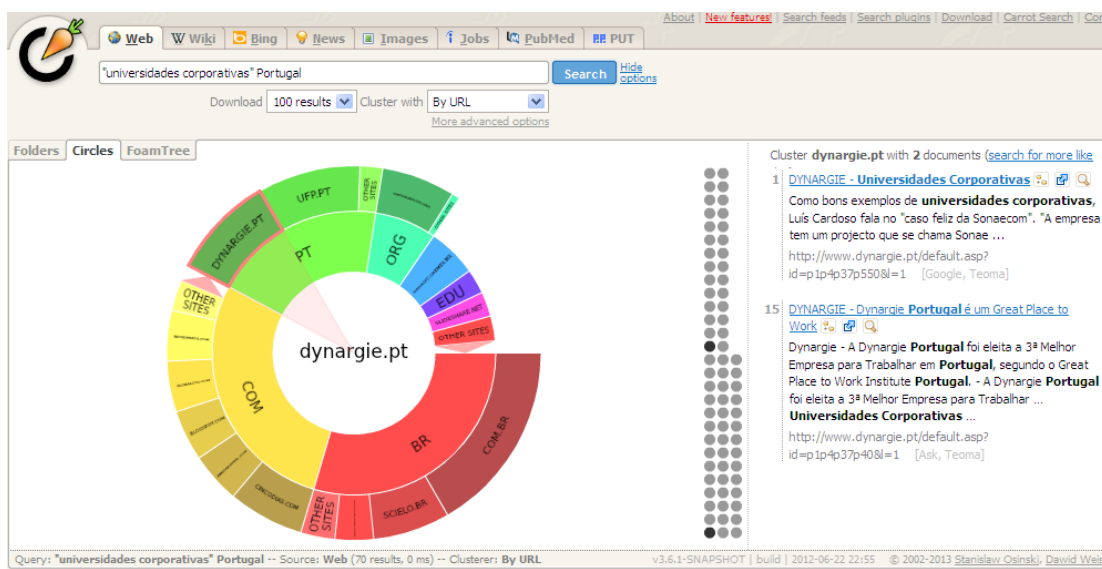 About | New features! | Search feeds | Search plugins | Download | Carrot Search | Con
Web Wiki Bing News Images Jobs PubMed PUT
"universidades corporativas" Portugal Search Hide options
Download 100 results Cluster with By URL
More advanced options
Folders Circles FoamTree
Cluster dynargie.pt with 2 documents (search for more like
1 DYNARGIE - Universidades Corporativas
Como bons exemplos de universidades corporativas,
Luís Cardoso fala no "caso feliz da Sonaecom". "A empresa
tem um projecto que se chama Sonae ...
http://www.dynargie.pt/default.asp?
id=p1p4p37p550&l=1 [Google, Teoma]
15 DYNARGIE - Dynargie Portugal é um Great Place to
Work
Dynargie - A Dynargie Portugal foi eleita a 3ª Melhor
Empresa para Trabalhar em Portugal, segundo o Great
Place to Work Institute Portugal. - A Dynargie Portugal
foi eleita a 3ª Melhor Empresa para Trabalhar ...
Universidades Corporativas ...
http://www.dynargie.pt/default.asp?
id=p1p4p37p40&l=1 [Ask, Teoma]
dynargie.pt
DYNARGIE.PT
UFP.PT
OTHER SITES
PT
ORG
EDU
OTHER SITES
BR
COM.BR
SCIELO.BR
OTHER SITES
COM
CINCODIAS.COM
BLOGSPOT.COM
OTHER SITES
Query: "universidades corporativas" Portugal -- Source: Web (70 results, 0 ms) -- Clusterer: By URL
v3.6.1-SNAPSHOT | build | 2012-06-22 22:55 © 2002-2013 Stanislaw Osinski, Dawid Weis